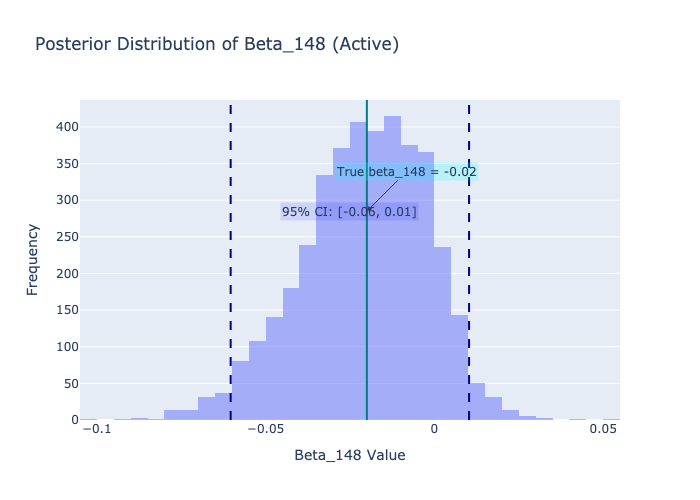 Posterior Distribution of Beta_148 (Active)
400
350
True beta_148 = -0.02
300
95% CI: [-0.06, 0.01]
250
Frequency
200
150
100
50
0
−0.1
−0.05
0
0.05
Beta_148 Value